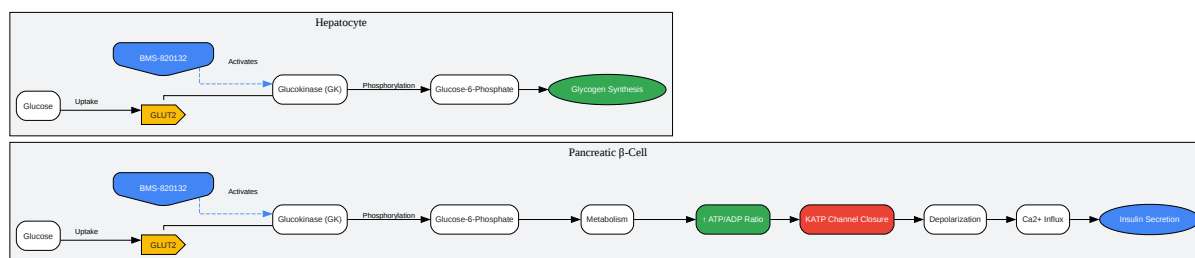 Hepatocyte
BMS-820132
Activates
Glucose
Uptake
GLUT2
Glucokinase (GK)
Phosphorylation
Glucose-6-Phosphate
Glycogen Synthesis
Pancreatic β-Cell
BMS-820132
Activates
Glucose
Uptake
GLUT2
Glucokinase (GK)
Phosphorylation
Glucose-6-Phosphate
Metabolism
↑ ATP/ADP Ratio
KATP Channel Closure
Depolarization
Ca2+ Influx
Insulin Secretion